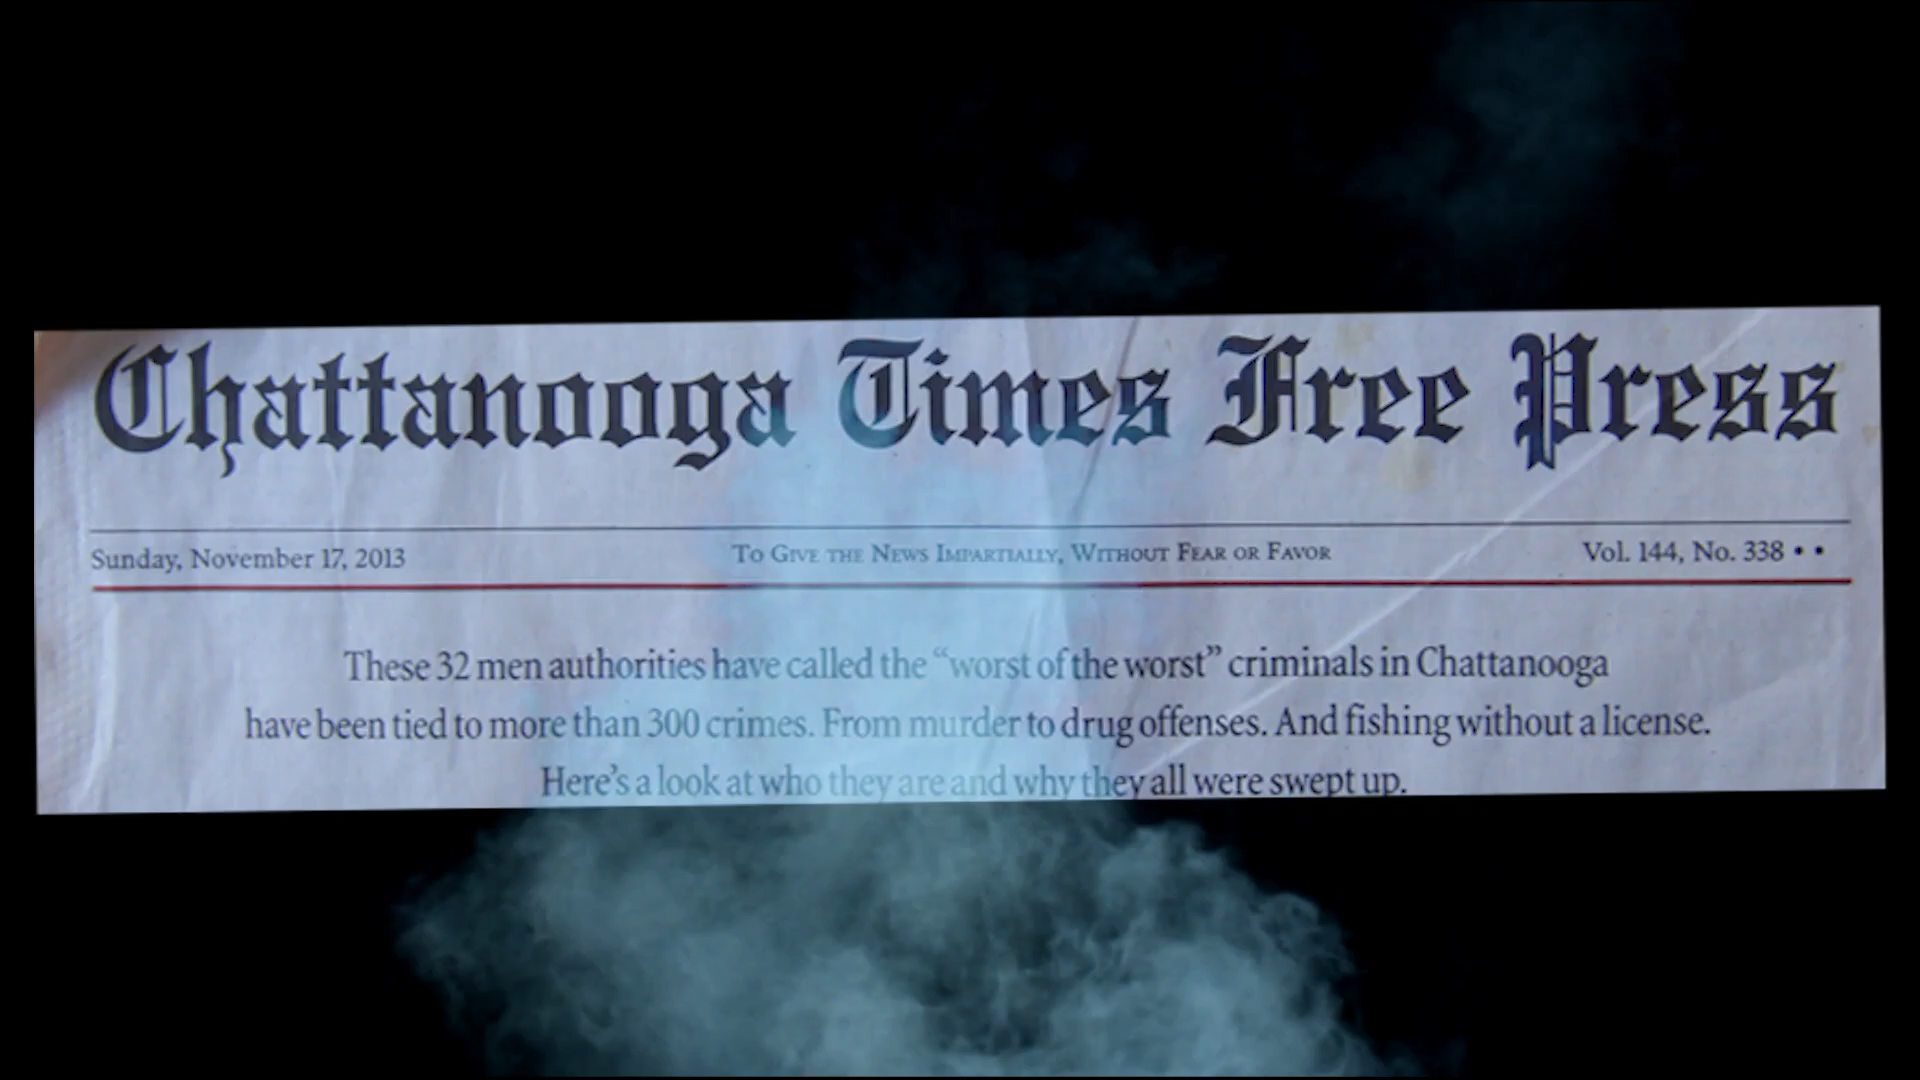 Chattanooga Times Free Press
Sunday, November 17, 2013 To Give the News Impartially, Without Fear or Favor Vol. 144, No. 338 • •
These 32 men authorities have called the “worst of the worst” criminals in Chattanooga
have been tied to more than 300 crimes. From murder to drug offenses. And fishing without a license.
Here’s a look at who they are and why they all were swept up.